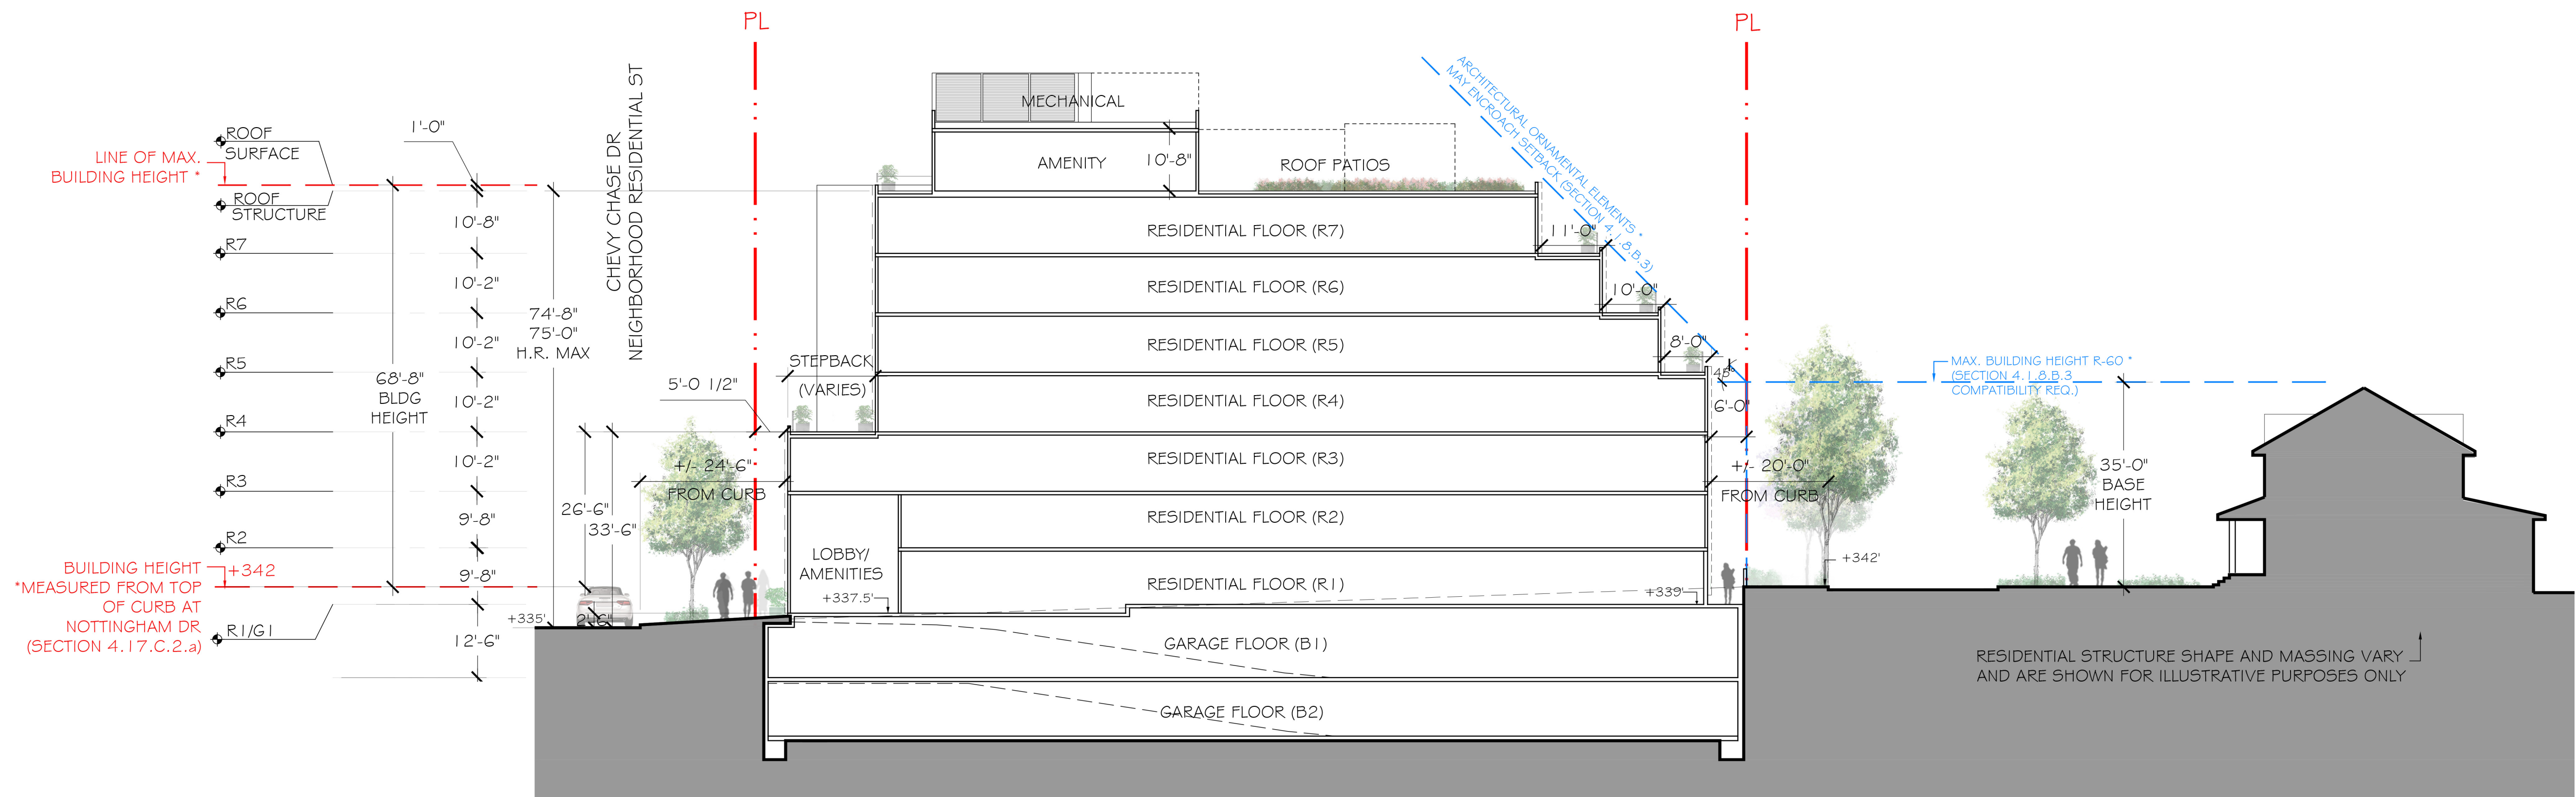 PL
PL
ROOF
SURFACE
LINE OF MAX.
BUILDING HEIGHT *
ROOF
STRUCTURE
R7
R6
R5
R4
R3
R2
BUILDING HEIGHT
+342
*MEASURED FROM TOP
OF CURB AT
NOTTINGHAM DR
(SECTION 4.17.C.2.a)
R1/G1
68'-8"
BLDG
HEIGHT
1'-0"
10'-8"
10'-2"
10'-2"
10'-2"
10'-2"
9'-8"
9'-8"
12'-6"
74'-8"
75'-0"
H.R. MAX
CHEVY CHASE DR
NEIGHBORHOOD RESIDENTIAL ST
26'-6"
33'-6"
+335'
2'-6"
5'-0 1/2"
+/- 24'-6"
FROM CURB
STEPBACK
(VARIES)
MECHANICAL
AMENITY
10'-8"
ROOF PATIOS
RESIDENTIAL FLOOR (R7)
RESIDENTIAL FLOOR (R6)
RESIDENTIAL FLOOR (R5)
RESIDENTIAL FLOOR (R4)
RESIDENTIAL FLOOR (R3)
RESIDENTIAL FLOOR (R2)
LOBBY/
AMENITIES
RESIDENTIAL FLOOR (R1)
+337.5'
+339'
GARAGE FLOOR (B1)
GARAGE FLOOR (B2)
ARCHITECTURAL ORNAMENTAL ELEMENTS *
MAY ENCROACH SETBACK (SECTION 4.1.8.B.3)
11'-0"
10'-0"
8'-0"
45°
6'-0"
+/- 20'-0"
FROM CURB
MAX. BUILDING HEIGHT R-60 *
(SECTION 4.1.8.B.3
COMPATIBILITY REQ.)
35'-0"
BASE
HEIGHT
+342'
RESIDENTIAL STRUCTURE SHAPE AND MASSING VARY
AND ARE SHOWN FOR ILLUSTRATIVE PURPOSES ONLY